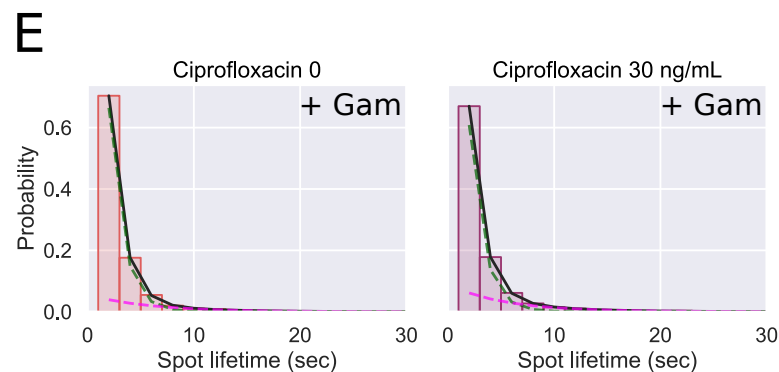 E
Ciprofloxacin 0
Ciprofloxacin 30 ng/mL
+ Gam
+ Gam
Probability
0.6
0.4
0.2
0.0
0
10
20
30
0
10
20
30
Spot lifetime (sec)
Spot lifetime (sec)